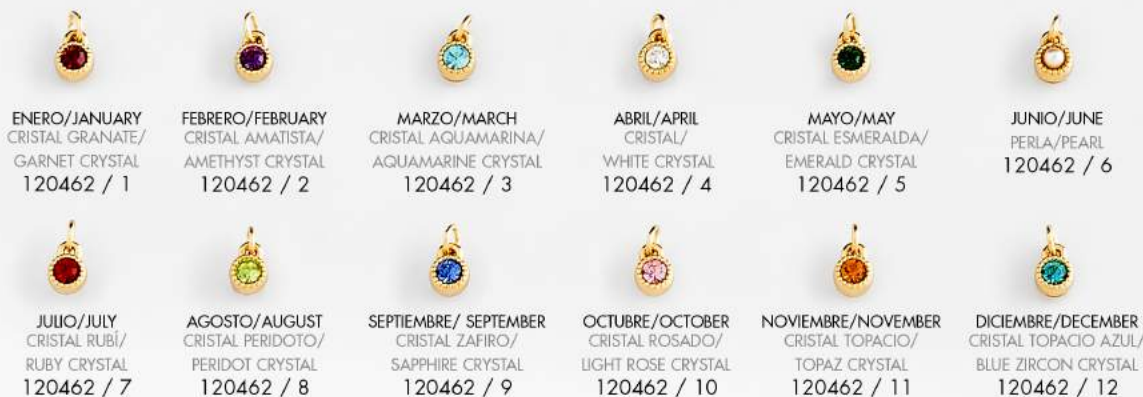 ENERO/JANUARY
CRISTAL GRANATE/
GARNET CRYSTAL
120462 / 1
FEBRERO/FEBRUARY
CRISTAL AMATISTA/
AMETHYST CRYSTAL
120462 / 2
MARZO/MARCH
CRISTAL AQUAMARINA/
AQUAMARINE CRYSTAL
120462 / 3
ABRIL/APRIL
CRISTAL/
WHITE CRYSTAL
120462 / 4
MAYO/MAY
CRISTAL ESMERALDA/
EMERALD CRYSTAL
120462 / 5
JUNIO/JUNE
PERLA/PEARL
120462 / 6
JULIO/JULY
CRISTAL RUBÍ/
RUBY CRYSTAL
120462 / 7
AGOSTO/AUGUST
CRISTAL PERIDOTO/
PERIDOT CRYSTAL
120462 / 8
SEPTIEMBRE/ SEPTEMBER
CRISTAL ZAFIRO/
SAPPHIRE CRYSTAL
120462 / 9
OCTUBRE/OCTOBER
CRISTAL ROSADO/
LIGHT ROSE CRYSTAL
120462 / 10
NOVIEMBRE/NOVEMBER
CRISTAL TOPACIO/
TOPAZ CRYSTAL
120462 / 11
DICIEMBRE/DECEMBER
CRISTAL TOPACIO AZUL/
BLUE ZIRCON CRYSTAL
120462 / 12